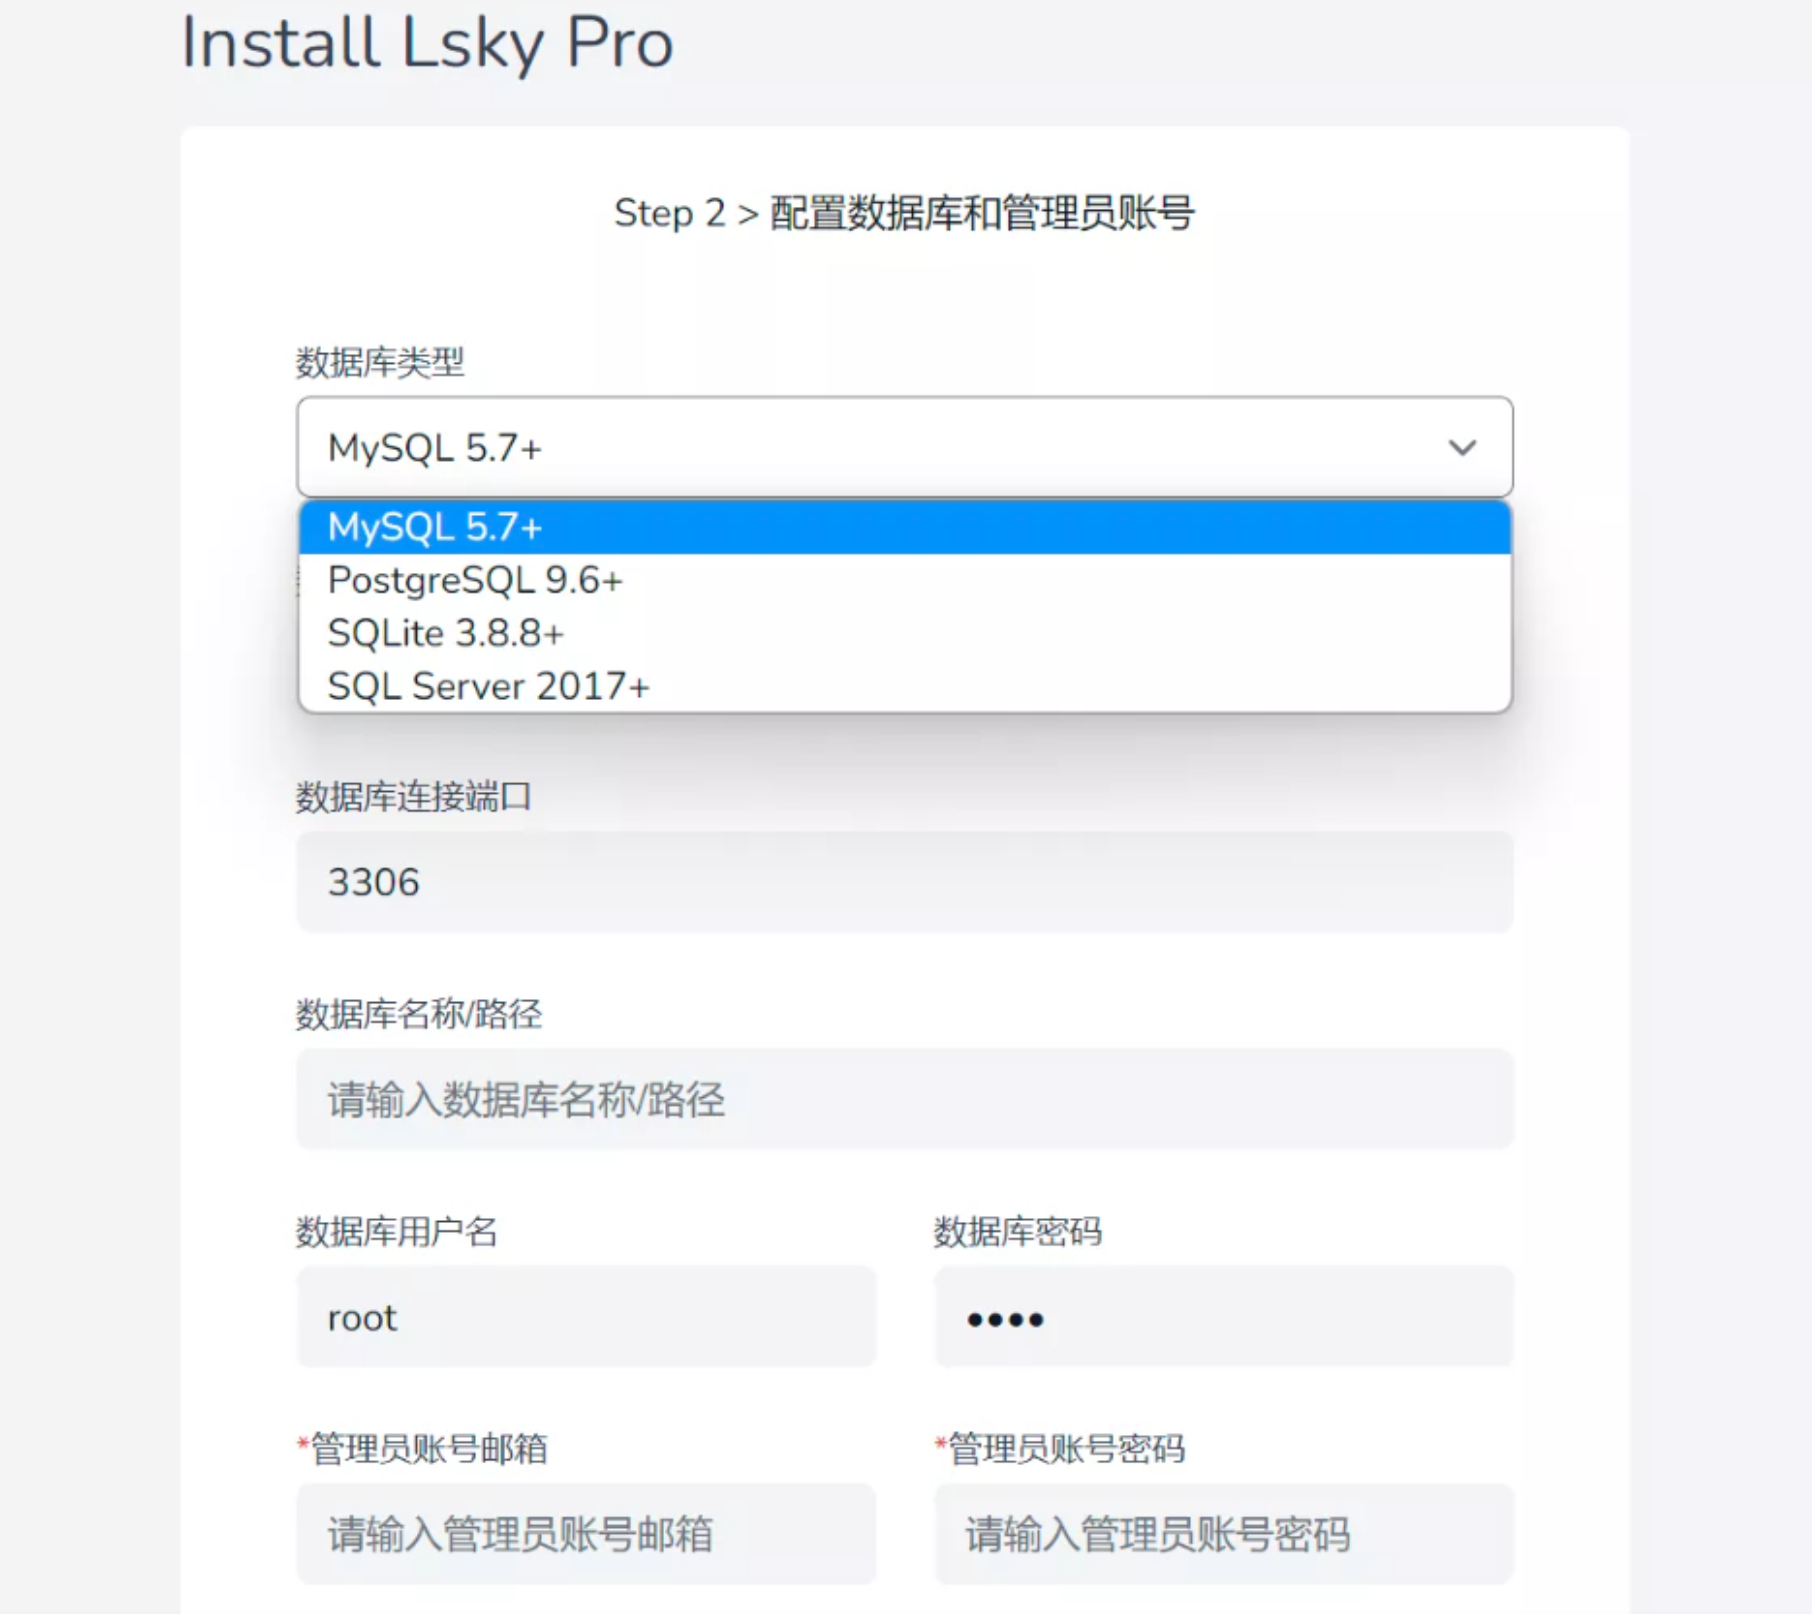 Install Lsky Pro
Step 2 > 配置数据库和管理员账号
数据库类型
MySQL 5.7+
MySQL 5.7+
PostgreSQL 9.6+
SQLite 3.8.8+
SQL Server 2017+
数据库连接端口
3306
数据库名称/路径
请输入数据库名称/路径
数据库用户名 数据库密码
root ••••
*管理员账号邮箱 *管理员账号密码
请输入管理员账号邮箱 请输入管理员账号密码